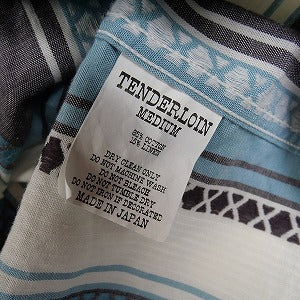 TENDERLOIN
MEDIUM
85% COTTON
15% LINEN
DRY CLEAN ONLY
DO NOT MACHINE WASH
DO NOT BLEACH
DO NOT TUMBLE DRY
DO NOT IRON IF DECORATED
MADE IN JAPAN